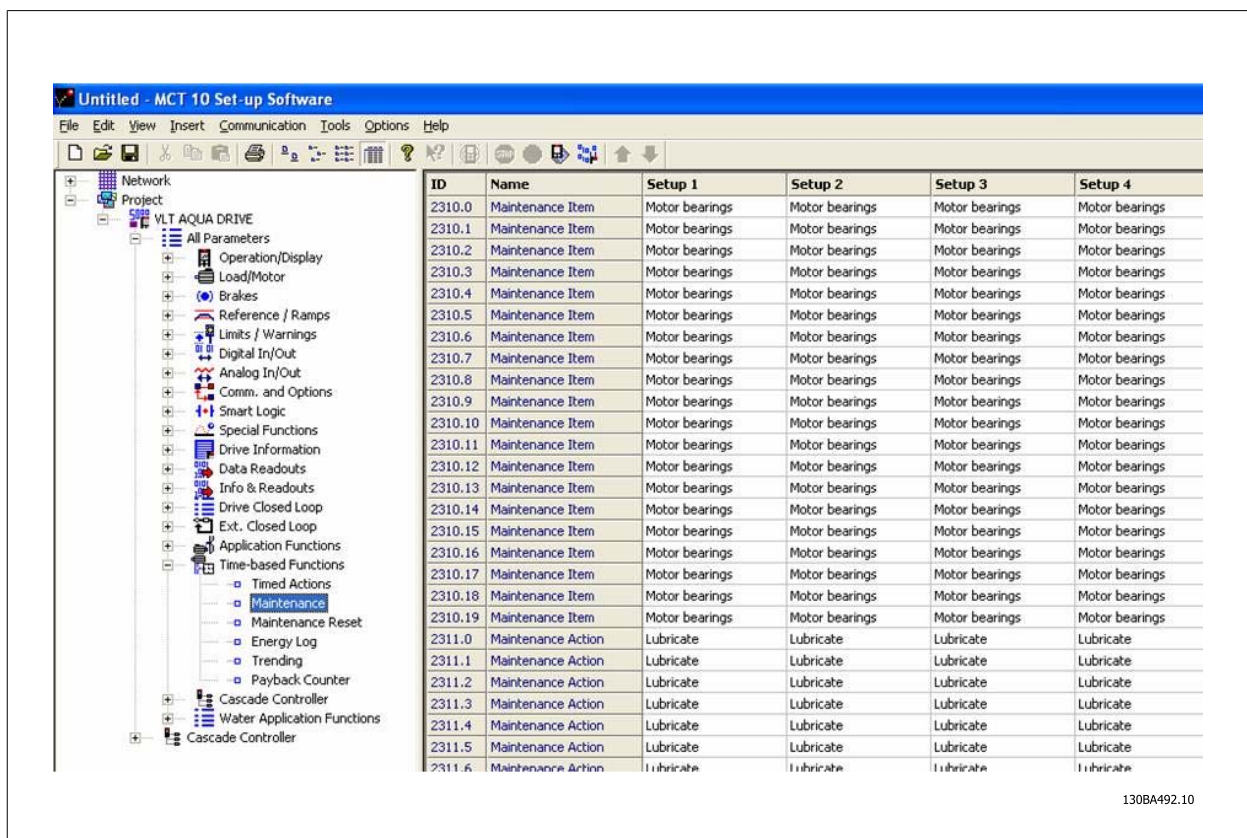 Untitled - MCT 10 Set-up Software
File Edit View Insert Communication Tools Options Help
Network
Project
VLT AQUA DRIVE
All Parameters
Operation/Display
Load/Motor
Brakes
Reference / Ramps
Limits / Warnings
Digital In/Out
Analog In/Out
Comm. and Options
Smart Logic
Special Functions
Drive Information
Data Readouts
Info & Readouts
Drive Closed Loop
Ext. Closed Loop
Application Functions
Time-based Functions
Timed Actions
Maintenance
Maintenance Reset
Energy Log
Trending
Payback Counter
Cascade Controller
Water Application Functions
Cascade Controller
ID Name Setup 1 Setup 2 Setup 3 Setup 4
2310.0 Maintenance Item Motor bearings Motor bearings Motor bearings Motor bearings
2310.1 Maintenance Item Motor bearings Motor bearings Motor bearings Motor bearings
2310.2 Maintenance Item Motor bearings Motor bearings Motor bearings Motor bearings
2310.3 Maintenance Item Motor bearings Motor bearings Motor bearings Motor bearings
2310.4 Maintenance Item Motor bearings Motor bearings Motor bearings Motor bearings
2310.5 Maintenance Item Motor bearings Motor bearings Motor bearings Motor bearings
2310.6 Maintenance Item Motor bearings Motor bearings Motor bearings Motor bearings
2310.7 Maintenance Item Motor bearings Motor bearings Motor bearings Motor bearings
2310.8 Maintenance Item Motor bearings Motor bearings Motor bearings Motor bearings
2310.9 Maintenance Item Motor bearings Motor bearings Motor bearings Motor bearings
2310.10 Maintenance Item Motor bearings Motor bearings Motor bearings Motor bearings
2310.11 Maintenance Item Motor bearings Motor bearings Motor bearings Motor bearings
2310.12 Maintenance Item Motor bearings Motor bearings Motor bearings Motor bearings
2310.13 Maintenance Item Motor bearings Motor bearings Motor bearings Motor bearings
2310.14 Maintenance Item Motor bearings Motor bearings Motor bearings Motor bearings
2310.15 Maintenance Item Motor bearings Motor bearings Motor bearings Motor bearings
2310.16 Maintenance Item Motor bearings Motor bearings Motor bearings Motor bearings
2310.17 Maintenance Item Motor bearings Motor bearings Motor bearings Motor bearings
2310.18 Maintenance Item Motor bearings Motor bearings Motor bearings Motor bearings
2310.19 Maintenance Item Motor bearings Motor bearings Motor bearings Motor bearings
2311.0 Maintenance Action Lubricate Lubricate Lubricate Lubricate
2311.1 Maintenance Action Lubricate Lubricate Lubricate Lubricate
2311.2 Maintenance Action Lubricate Lubricate Lubricate Lubricate
2311.3 Maintenance Action Lubricate Lubricate Lubricate Lubricate
2311.4 Maintenance Action Lubricate Lubricate Lubricate Lubricate
2311.5 Maintenance Action Lubricate Lubricate Lubricate Lubricate
2311.6 Maintenance Action Lubricate Lubricate Lubricate Lubricate
130BA492.10